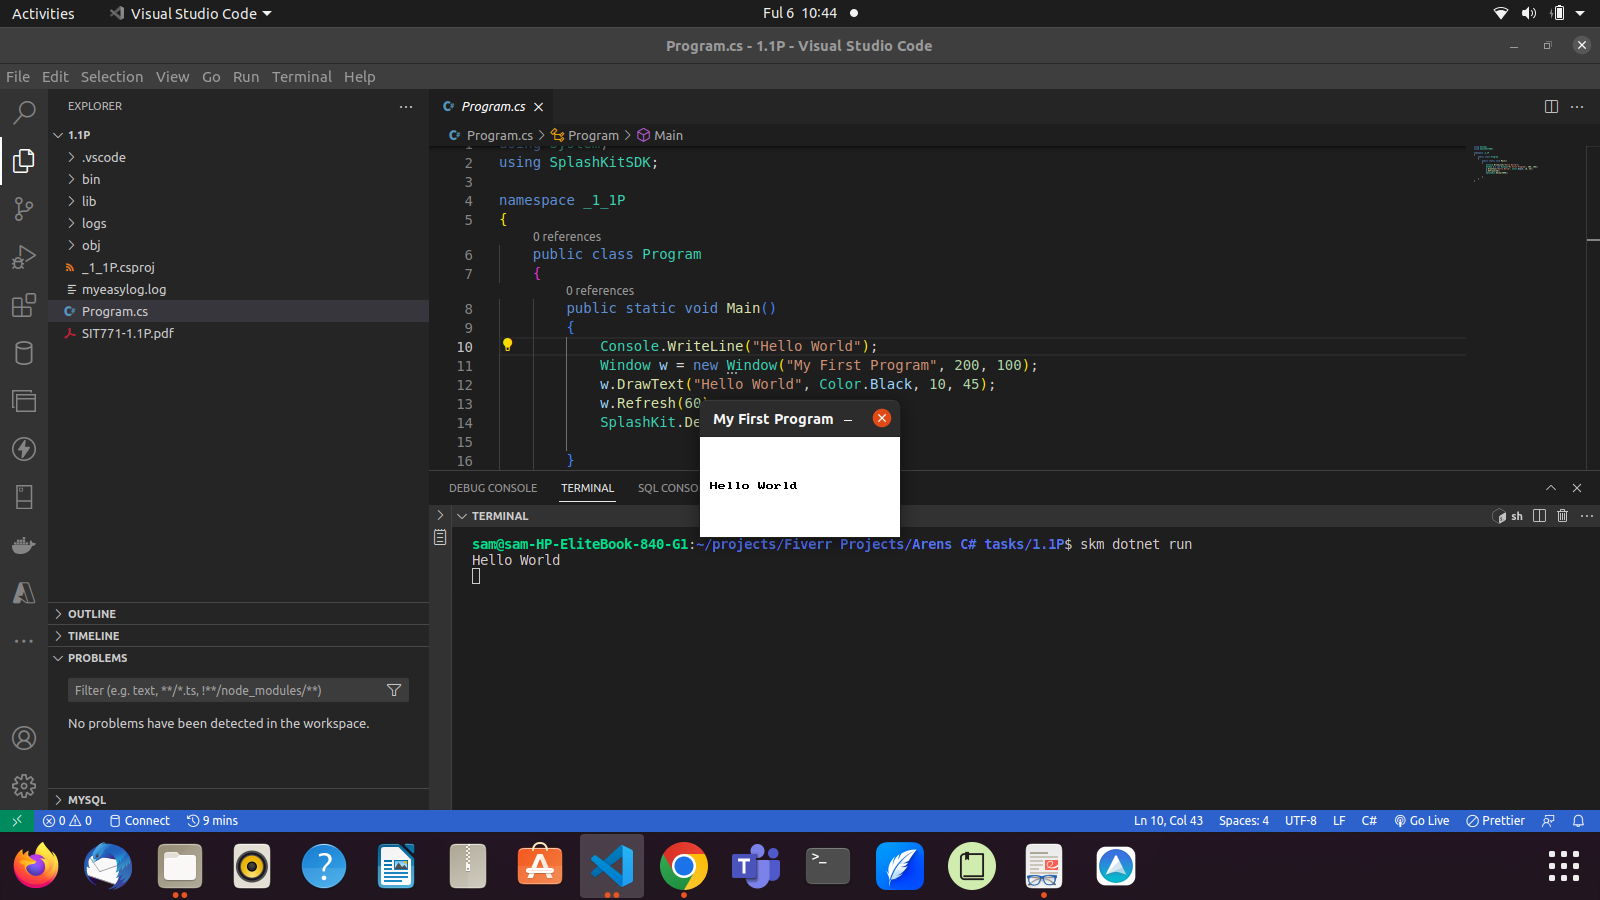 Activities
Visual Studio Code
Ful 6 10:44
Program.cs - 1.1P - Visual Studio Code
File Edit Selection View Go Run Terminal Help
EXPLORER
1.1P
.vscode
bin
lib
logs
obj
_1_1P.csproj
myeasylog.log
Program.cs
SIT771-1.1P.pdf
OUTLINE
TIMELINE
PROBLEMS
Filter (e.g. text, **/*.ts, !**/node_modules/**)
No problems have been detected in the workspace.
MYSQL
Program.cs
Program.cs > Program > Main
1 using System;
2 using SplashKitSDK;
3
4 namespace _1_1P
5 {
0 references
6 public class Program
7 {
0 references
8 public static void Main()
9 {
10 Console.WriteLine("Hello World");
11 Window w = new Window("My First Program", 200, 100);
12 w.DrawText("Hello World", Color.Black, 10, 45);
13 w.Refresh(60)
14 SplashKit.De
15
16 }
My First Program
Hello World
DEBUG CONSOLE TERMINAL SQL CONSO
TERMINAL
sh
sam@sam-HP-EliteBook-840-G1:~/projects/Fiverr Projects/Arens C# tasks/1.1P$ skm dotnet run
Hello World
0 0 Connect 9 mins
Ln 10, Col 43 Spaces: 4 UTF-8 LF C# Go Live Prettier